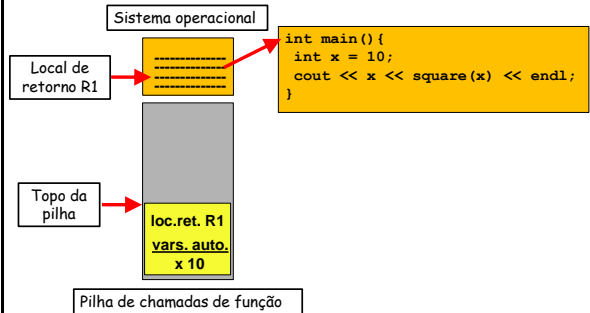 Sistema operacional
int main(){
int x = 10;
cout << x << square(x) << endl;
}
Local de
retorno R1
Topo da
pilha
loc.ret. R1
vars. auto.
x 10
Pilha de chamadas de função